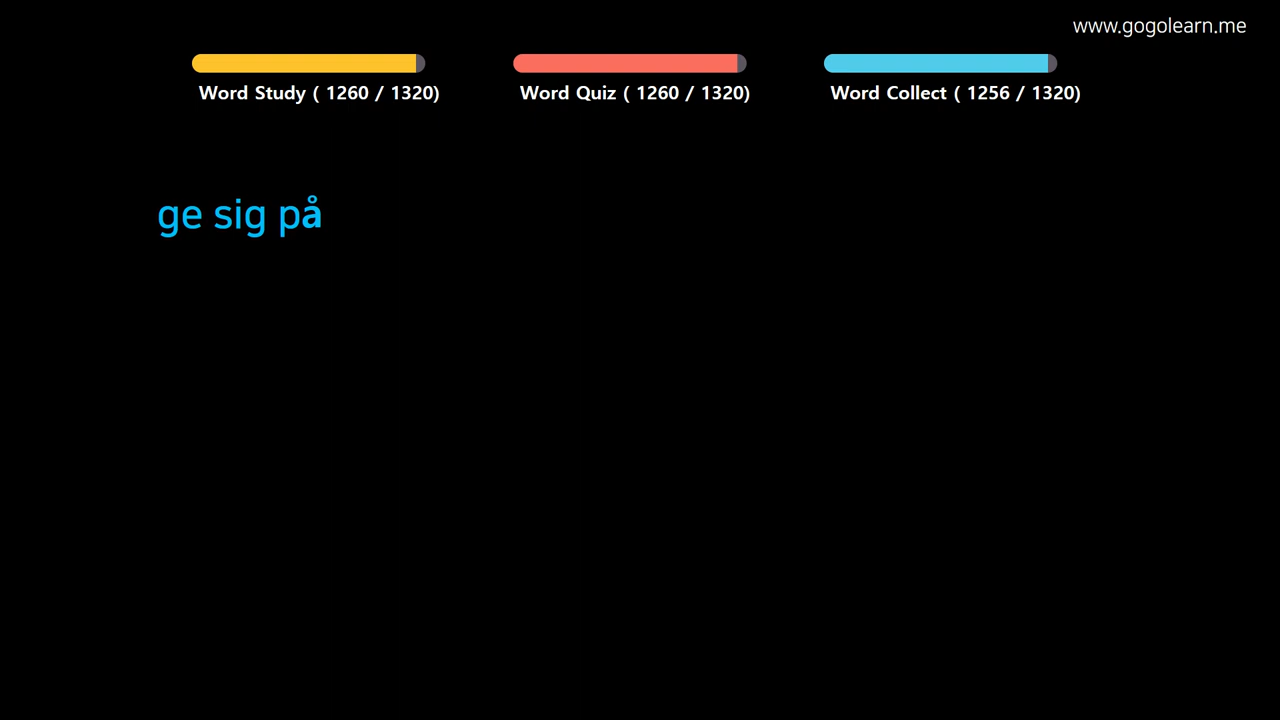 www.gogolearn.me
Word Study ( 1260 / 1320)
Word Quiz ( 1260 / 1320)
Word Collect ( 1256 / 1320)
ge sig på